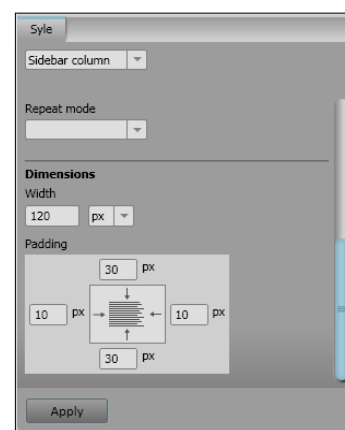 Syle
Sidebar column
Repeat mode
Dimensions
Width
120 px
Padding
30 px
10 px 10 px
30 px
Apply